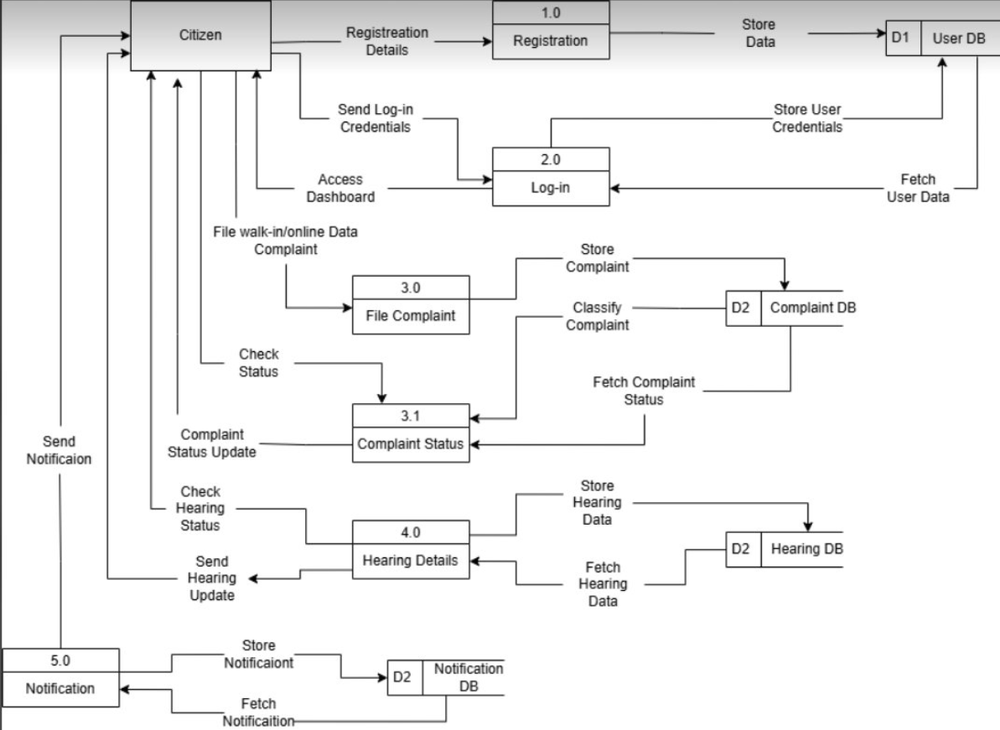 Citizen
Registreation
Details
1.0
Registration
Store
Data
D1
User DB
Send Log-in
Credentials
Store User
Credentials
2.0
Log-in
Access
Dashboard
Fetch
User Data
File walk-in/online Data
Complaint
Store
Complaint
3.0
File Complaint
Classify
Complaint
D2
Complaint DB
Check
Status
Fetch Complaint
Status
3.1
Complaint Status
Complaint
Status Update
Send
Notificaion
Check
Hearing
Status
Store
Hearing
Data
4.0
Hearing Details
D2
Hearing DB
Send
Hearing
Update
Fetch
Hearing
Data
5.0
Notification
Store
Notificaiont
D2
Notification
DB
Fetch
Notificaition